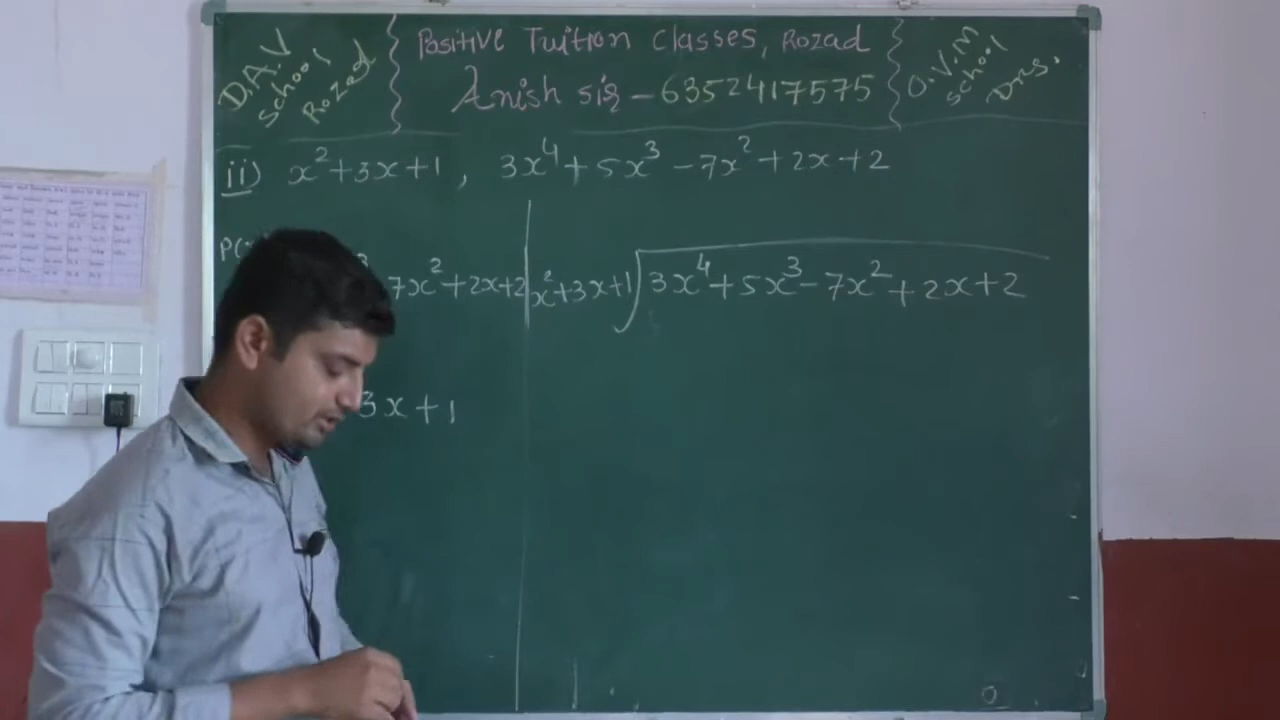 D.A.V School Rozad
Positive Tuition Classes, Rozad
Anish sir - 6352417575
O.V.M School Dns.
ii) x²+3x+1, 3x⁴+5x³-7x²+2x+2
P(
³
7x²+2x+2
x²+3x+1 3x⁴+5x³-7x²+2x+2
3x+1